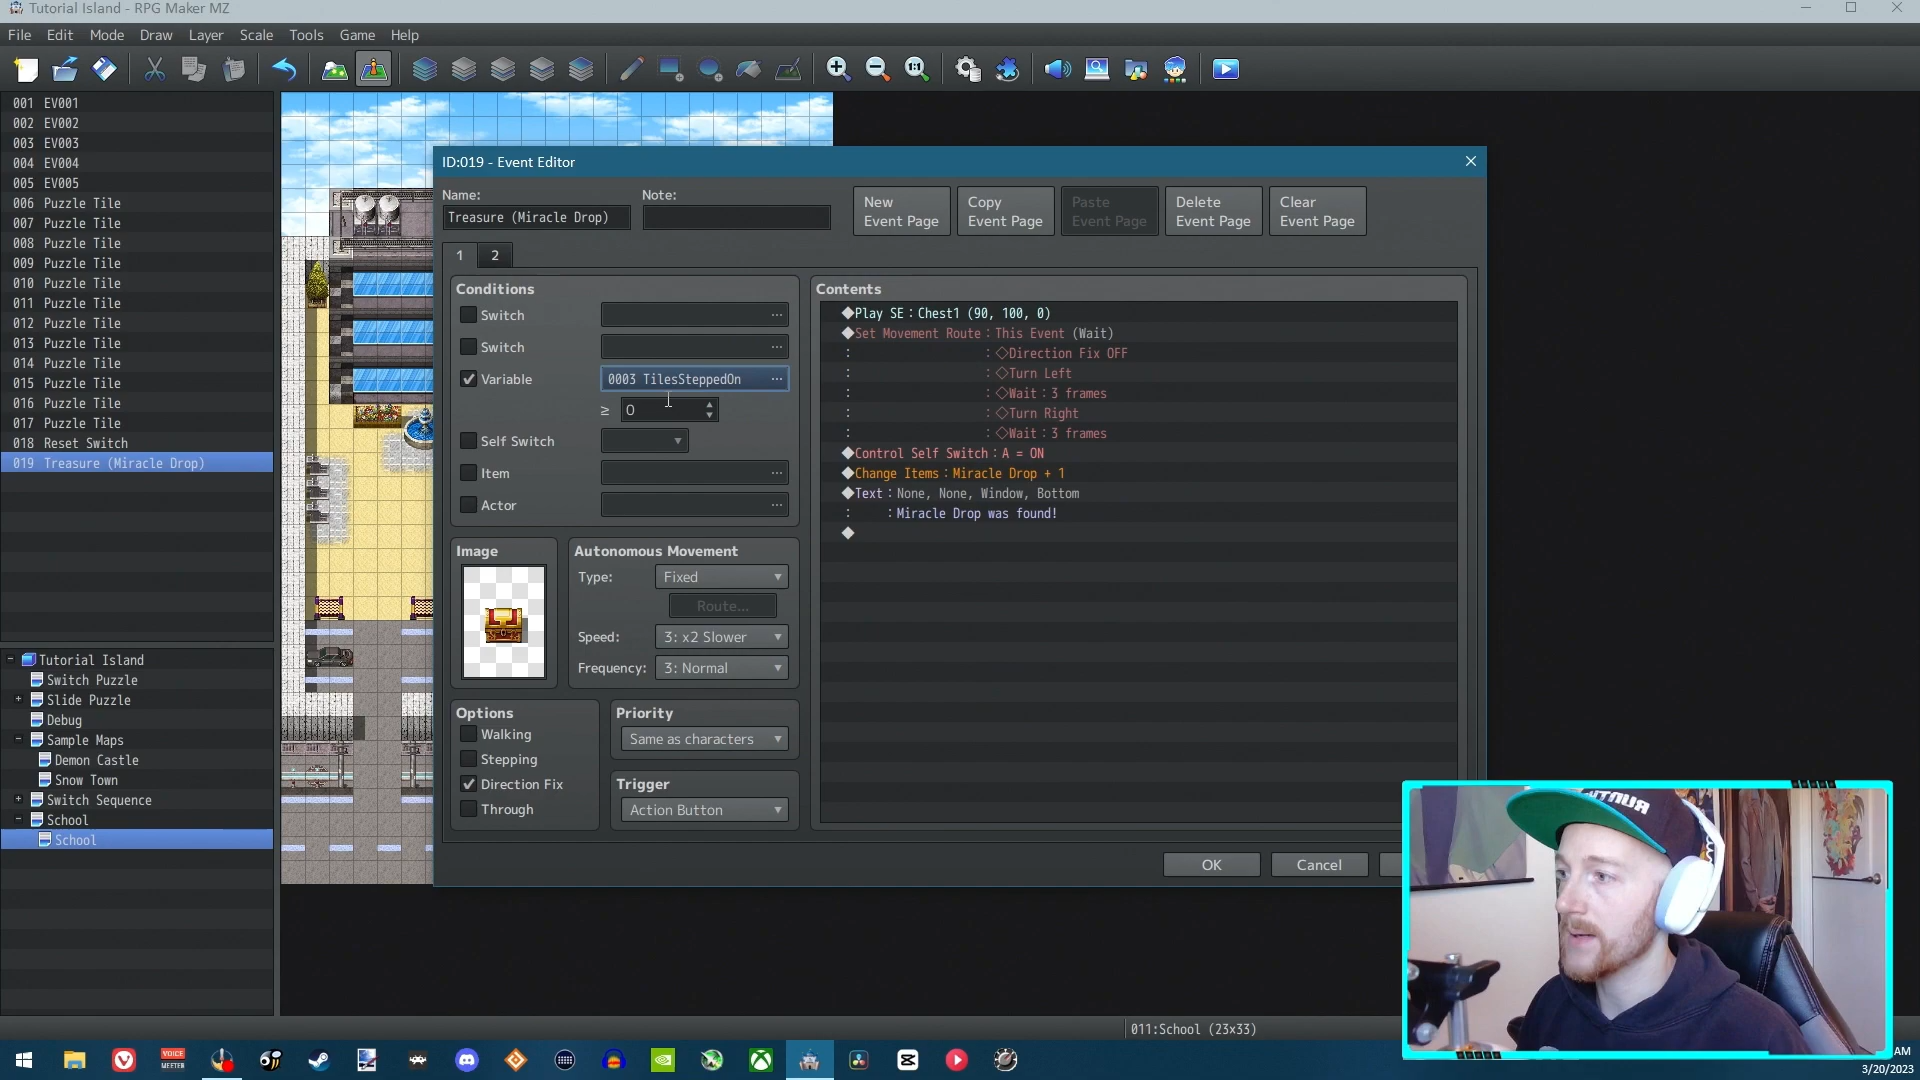 Tutorial Island - RPG Maker MZ
File Edit Mode Draw Layer Scale Tools Game Help
001 EV001
002 EV002
003 EV003
004 EV004
005 EV005
006 Puzzle Tile
007 Puzzle Tile
008 Puzzle Tile
009 Puzzle Tile
010 Puzzle Tile
011 Puzzle Tile
012 Puzzle Tile
013 Puzzle Tile
014 Puzzle Tile
015 Puzzle Tile
016 Puzzle Tile
017 Puzzle Tile
018 Reset Switch
019 Treasure (Miracle Drop)
Tutorial Island
Switch Puzzle
Slide Puzzle
Debug
Sample Maps
Demon Castle
Snow Town
Switch Sequence
School
School
ID:019 - Event Editor
Name:
Treasure (Miracle Drop)
Note:
New Event Page
Copy Event Page
Paste Event Page
Delete Event Page
Clear Event Page
1 2
Conditions
Switch
Switch
Variable 0003 TilesSteppedOn
≥ 0
Self Switch
Item
Actor
Image
Autonomous Movement
Type: Fixed
Route...
Speed: 3: x2 Slower
Frequency: 3: Normal
Options
Walking
Stepping
Direction Fix
Through
Priority
Same as characters
Trigger
Action Button
Contents
◆Play SE：Chest1 (90, 100, 0)
◆Set Movement Route：This Event (Wait)
：　：◇Direction Fix OFF
：　：◇Turn Left
：　：◇Wait：3 frames
：　：◇Turn Right
：　：◇Wait：3 frames
◆Control Self Switch：A = ON
◆Change Items：Miracle Drop + 1
◆Text：None, None, Window, Bottom
：　：Miracle Drop was found!
◆
OK
Cancel
011:School (23x33)
VOICE MEETER
AM
3/20/2023